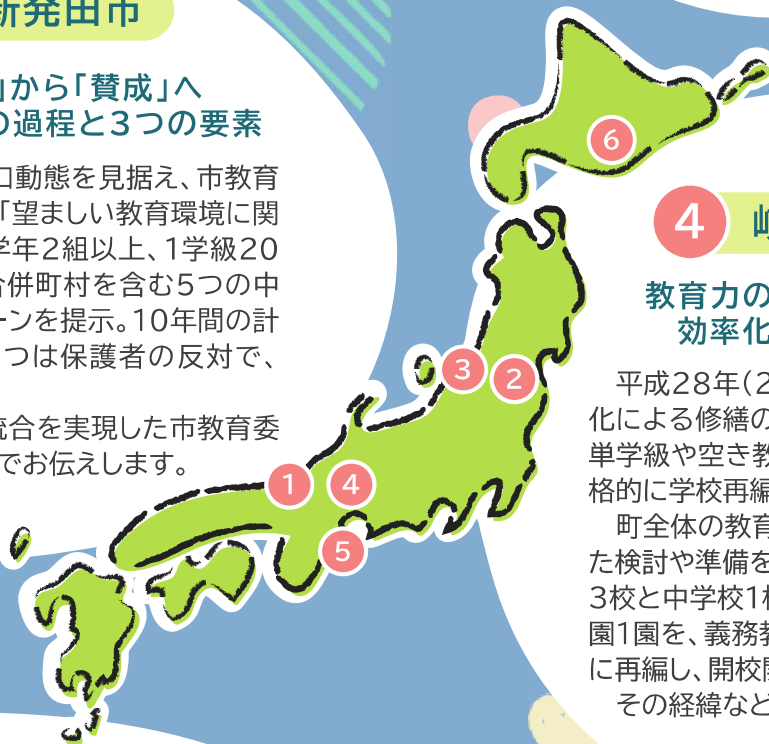 新発田市
」から「賛成」へ
の過程と3つの要素
口動態を見据え、市教育
「望ましい教育環境に関
学年2組以上、1学級20
合併町村を含む5つの中
ーンを提示。10年間の計
つは保護者の反対で、
統合を実現した市教育委
でお伝えします。
6
3
2
1
4
5
4
教育力の
効率化
平成28年(2
化による修繕の
単学級や空き教
格的に学校再編
町全体の教育
た検討や準備を
3校と中学校1校
園1園を、義務教
に再編し、開校
その経緯など